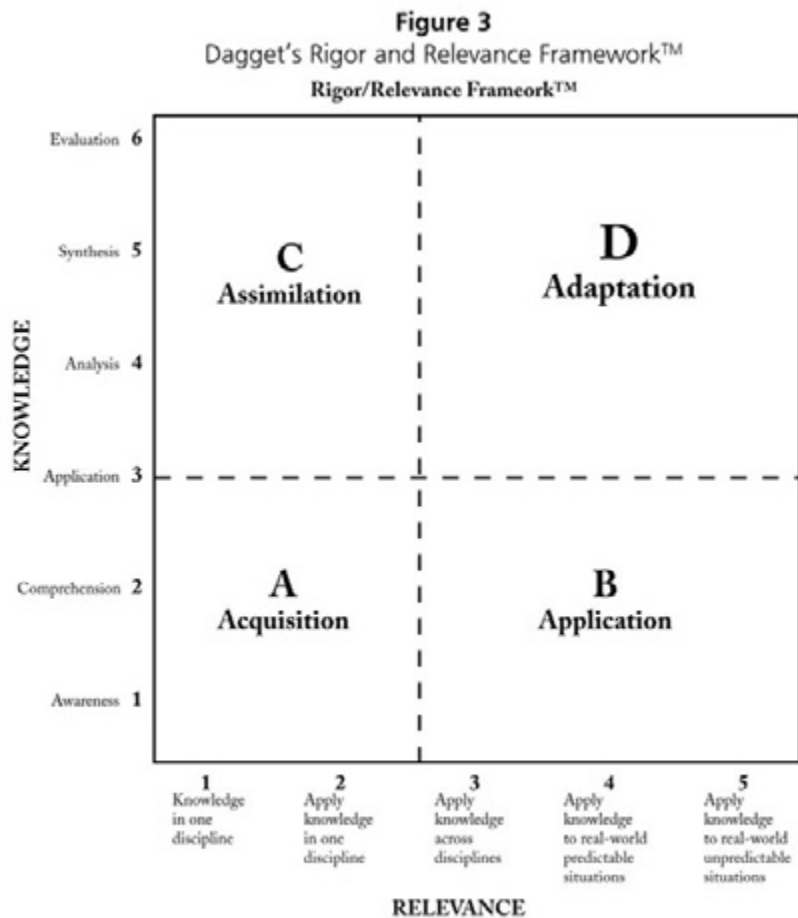 Figure 3
Dagget's Rigor and Relevance Framework™
Rigor/Relevance Frameork™
KNOWLEDGE
Evaluation 6
Synthesis 5
Analysis 4
Application 3
Comprehension 2
Awareness 1
C
Assimilation
D
Adaptation
A
Acquisition
B
Application
1
Knowledge
in one
discipline
2
Apply
knowledge
in one
discipline
3
Apply
knowledge
across
disciplines
4
Apply
knowledge
to real-world
predictable
situations
5
Apply
knowledge
to real-world
unpredictable
situations
RELEVANCE